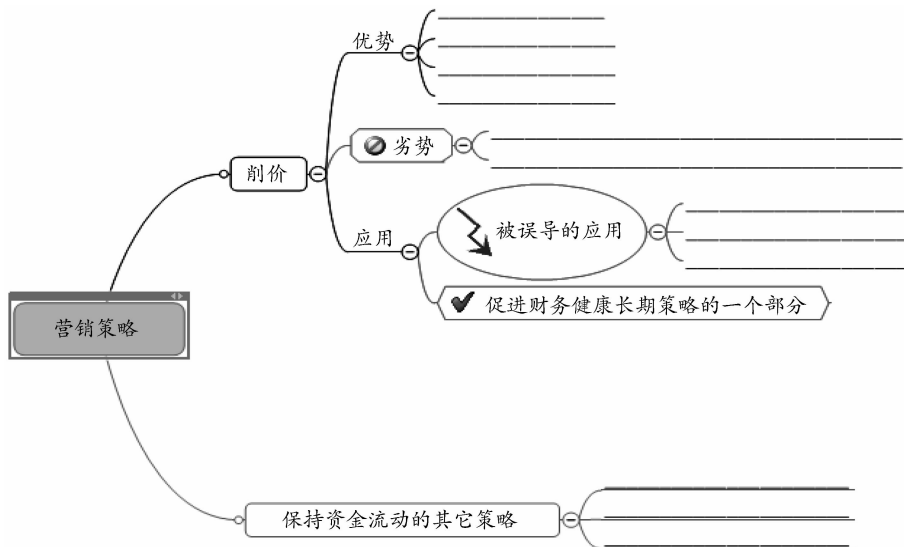 优势
劣势
削价
应用
被误导的应用
促进财务健康长期策略的一个部分
营销策略
保持资金流动的其它策略